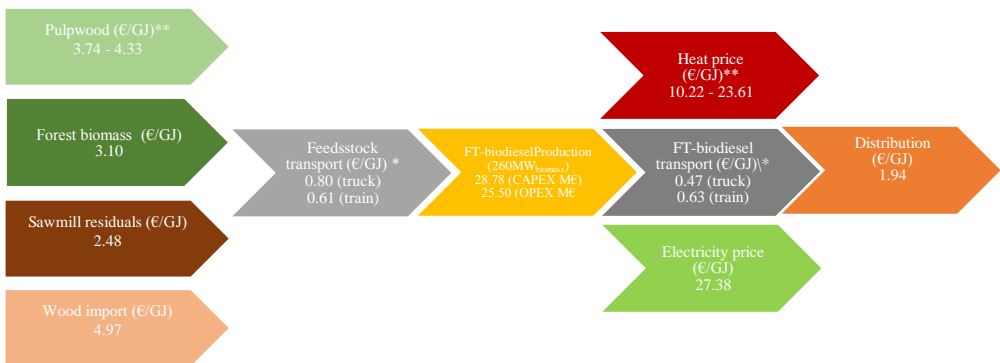 Pulpwood (€/GJ)**
3.74 - 4.33
Forest biomass (€/GJ)
3.10
Sawmill residuals (€/GJ)
2.48
Wood import (€/GJ)
4.97
Feedsstock
transport (€/GJ) *
0.80 (truck)
0.61 (train)
FT-biodieselProduction
(260MWbiomass)
28.78 (CAPEX M€)
25.50 (OPEX M€
Heat price
(€/GJ)**
10.22 - 23.61
FT-biodiesel
transport (€/GJ)\*
0.47 (truck)
0.63 (train)
Electricity price
(€/GJ)
27.38
Distribution
(€/GJ)
1.94